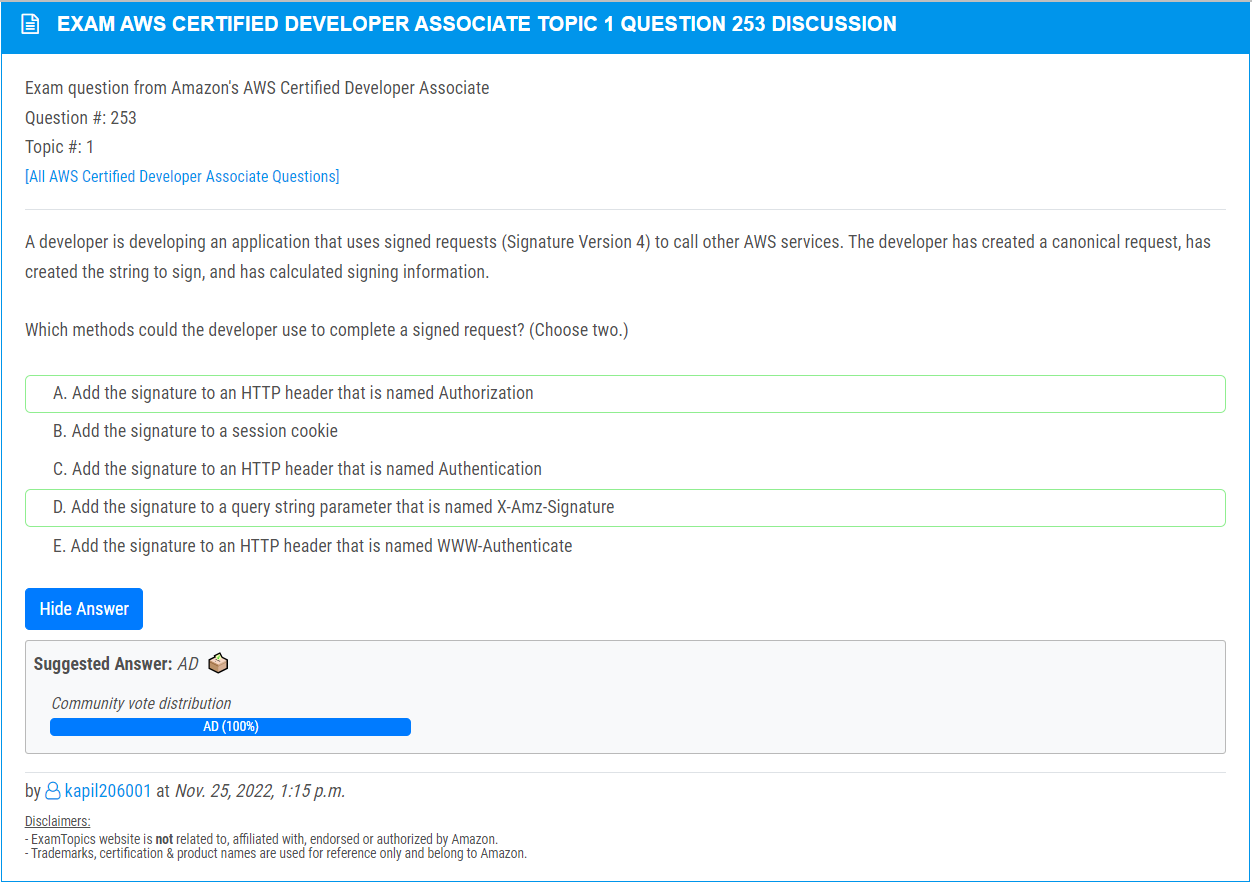 EXAM AWS CERTIFIED DEVELOPER ASSOCIATE TOPIC 1 QUESTION 253 DISCUSSION
Exam question from Amazon's AWS Certified Developer Associate
Question #: 253
Topic #: 1
[All AWS Certified Developer Associate Questions]
A developer is developing an application that uses signed requests (Signature Version 4) to call other AWS services. The developer has created a canonical request, has
created the string to sign, and has calculated signing information.
Which methods could the developer use to complete a signed request? (Choose two.)
A. Add the signature to an HTTP header that is named Authorization
B. Add the signature to a session cookie
C. Add the signature to an HTTP header that is named Authentication
D. Add the signature to a query string parameter that is named X-Amz-Signature
E. Add the signature to an HTTP header that is named WWW-Authenticate
Hide Answer
Suggested Answer: AD
Community vote distribution
AD (100%)
by kapil206001 at Nov. 25, 2022, 1:15 p.m.
Disclaimers:
- ExamTopics website is not related to, affiliated with, endorsed or authorized by Amazon.
- Trademarks, certification & product names are used for reference only and belong to Amazon.